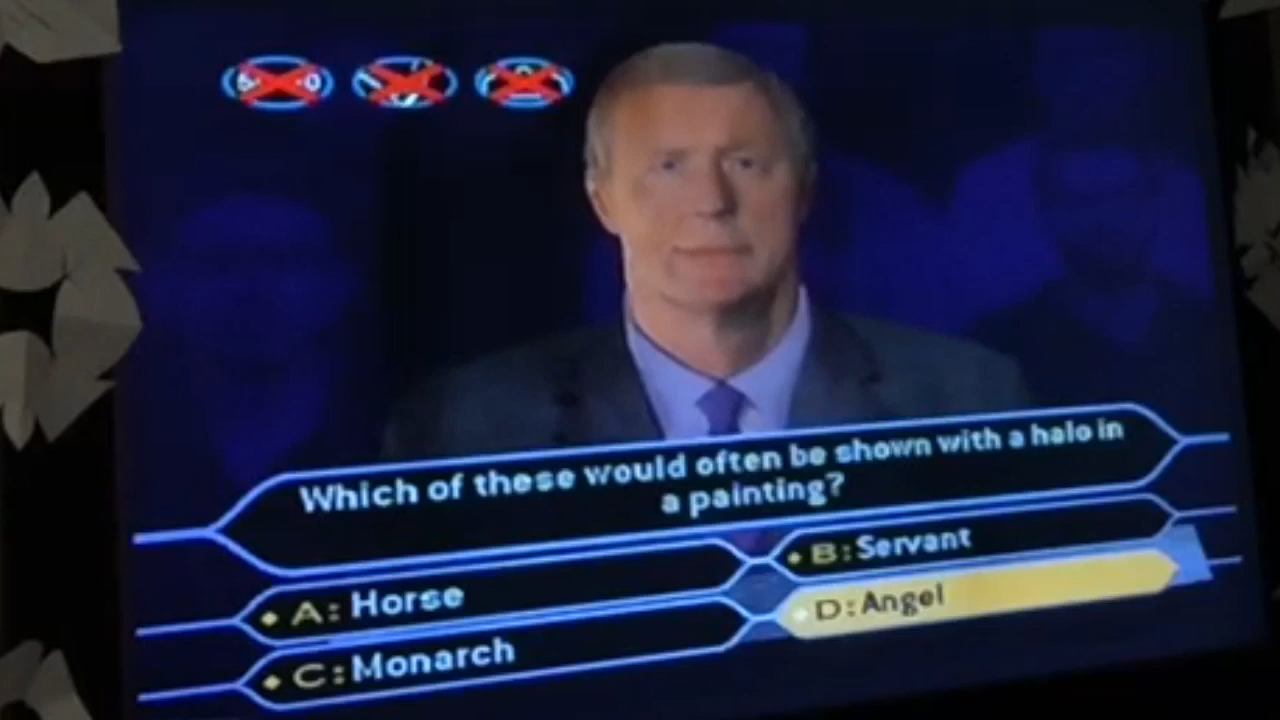 Which of these would often be shown with a halo in
a painting?
A: Horse
B: Servant
C: Monarch
D: Angel